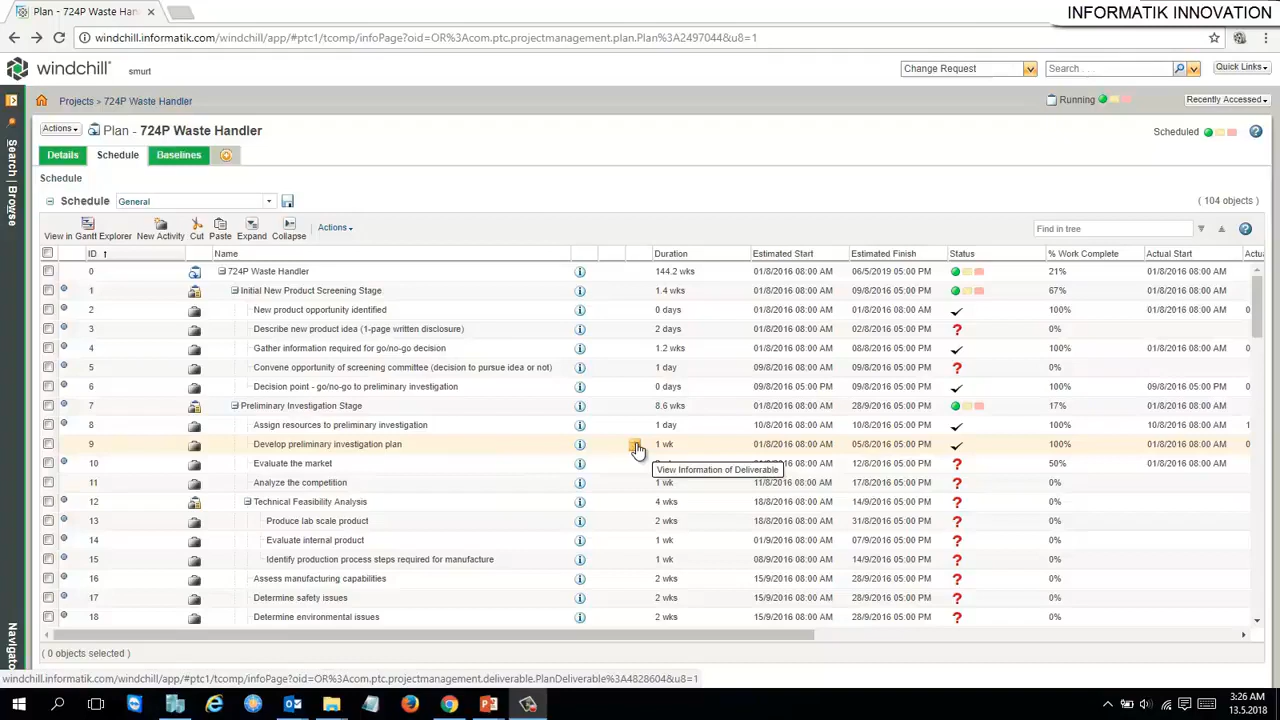 Plan - 724P Waste Han
INFORMATIK INNOVATION
windchill.informatik.com/windchill/app/#ptc1/tcomp/infoPage?oid=OR%3Acom.ptc.projectmanagement.plan.Plan%3A2497044&u8=1
windchill smurt Change Request Search . . . Quick Links
Projects > 724P Waste Handler Running Recently Accessed
Actions Plan - 724P Waste Handler Scheduled
Details Schedule Baselines
Schedule
Schedule General ( 104 objects )
View in Gantt Explorer New Activity Cut Paste Expand Collapse Actions Find in tree
ID Name Duration Estimated Start Estimated Finish Status % Work Complete Actual Start Actu
0 724P Waste Handler 144.2 wks 01/8/2016 08:00 AM 06/5/2019 05:00 PM 21% 01/8/2016 08:00 AM
1 Initial New Product Screening Stage 1.4 wks 01/8/2016 08:00 AM 09/8/2016 05:00 PM 67% 01/8/2016 08:00 AM
2 New product opportunity identified 0 days 01/8/2016 08:00 AM 01/8/2016 08:00 AM 100% 01/8/2016 08:00 AM 0
3 Describe new product idea (1-page written disclosure) 2 days 01/8/2016 08:00 AM 02/8/2016 05:00 PM ? 0%
4 Gather information required for go/no-go decision 1.2 wks 01/8/2016 08:00 AM 08/8/2016 05:00 PM 100% 01/8/2016 08:00 AM 0
5 Convene opportunity of screening committee (decision to pursue idea or not) 1 day 09/8/2016 08:00 AM 09/8/2016 05:00 PM ? 0%
6 Decision point - go/no-go to preliminary investigation 0 days 09/8/2016 05:00 PM 09/8/2016 05:00 PM 100% 09/8/2016 05:00 PM 0
7 Preliminary Investigation Stage 8.6 wks 01/8/2016 08:00 AM 28/9/2016 05:00 PM 17% 01/8/2016 08:00 AM
8 Assign resources to preliminary investigation 1 day 10/8/2016 08:00 AM 10/8/2016 05:00 PM 100% 10/8/2016 08:00 AM 1
9 Develop preliminary investigation plan 1 wk 01/8/2016 08:00 AM 05/8/2016 05:00 PM 100% 01/8/2016 08:00 AM 0
10 Evaluate the market 08:00 AM 12/8/2016 05:00 PM ? 50% 01/8/2016 08:00 AM
View Information of Deliverable
11 Analyze the competition 1 wk 11/8/2016 08:00 AM 17/8/2016 05:00 PM ? 0%
12 Technical Feasibility Analysis 4 wks 18/8/2016 08:00 AM 14/9/2016 05:00 PM ? 0%
13 Produce lab scale product 2 wks 18/8/2016 08:00 AM 31/8/2016 05:00 PM ? 0%
14 Evaluate internal product 1 wk 01/9/2016 08:00 AM 07/9/2016 05:00 PM ? 0%
15 Identify production process steps required for manufacture 1 wk 08/9/2016 08:00 AM 14/9/2016 05:00 PM ? 0%
16 Assess manufacturing capabilities 2 wks 15/9/2016 08:00 AM 28/9/2016 05:00 PM ? 0%
17 Determine safety issues 2 wks 15/9/2016 08:00 AM 28/9/2016 05:00 PM ? 0%
18 Determine environmental issues 2 wks 15/9/2016 08:00 AM 28/9/2016 05:00 PM ? 0%
( 0 objects selected )
Search | Browse
Navigato
windchill.informatik.com/windchill/app/#ptc1/tcomp/infoPage?oid=OR%3Acom.ptc.projectmanagement.deliverable.PlanDeliverable%3A4828604&u8=1
3:26 AM
13.5.2018